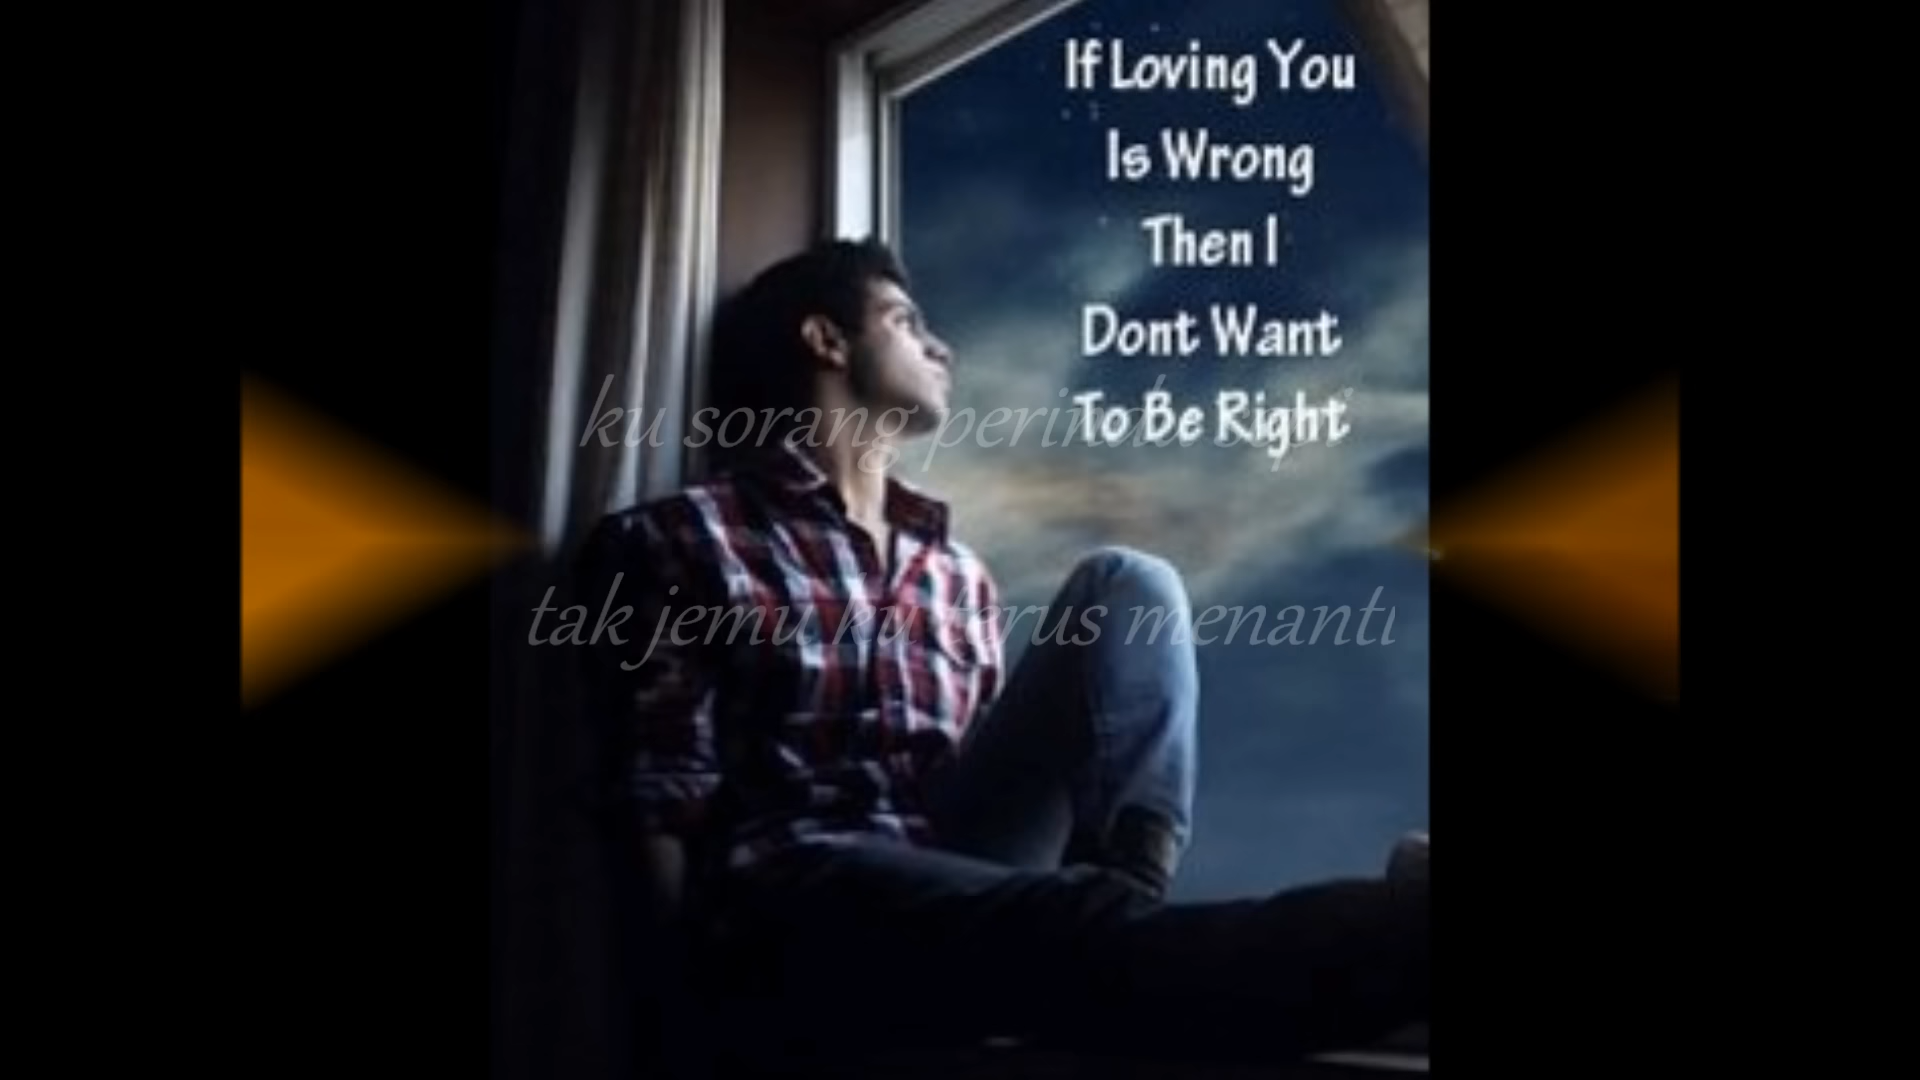 If Loving You
Is Wrong
Then I
Dont Want
To Be Right
ku sorang
tak jemu ku terus menanti